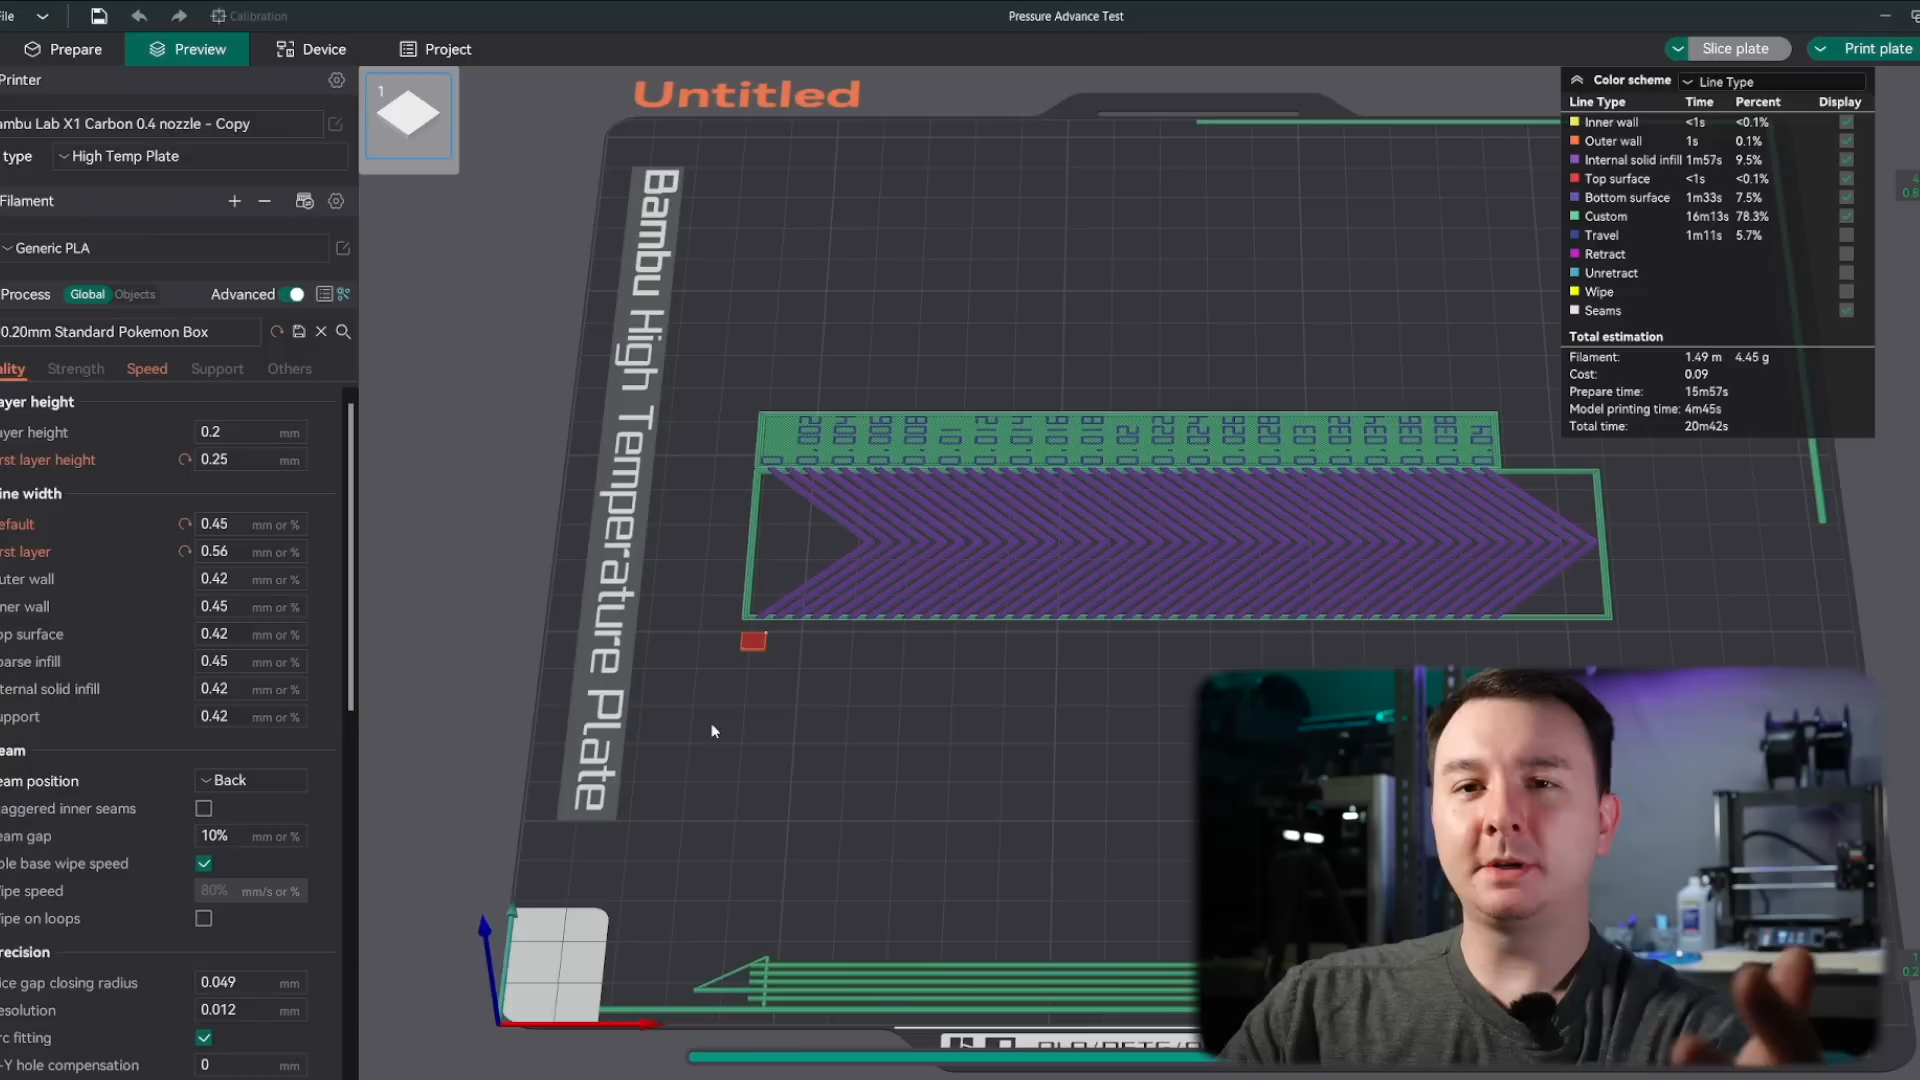 ile
Calibration
Pressure Advance Test
Prepare
Preview
Device
Project
Slice plate
Print plate
Printer
ambu Lab X1 Carbon 0.4 nozzle - Copy
type
High Temp Plate
Filament
Generic PLA
Process
Global
Objects
Advanced
0.20mm Standard Pokemon Box
ality
Strength
Speed
Support
Others
ayer height
ayer height 0.2 mm
rst layer height 0.25 mm
ine width
efault 0.45 mm or %
rst layer 0.56 mm or %
uter wall 0.42 mm or %
ner wall 0.45 mm or %
op surface 0.42 mm or %
parse infill 0.45 mm or %
ternal solid infill 0.42 mm or %
upport 0.42 mm or %
eam
eam position Back
aggered inner seams
eam gap 10% mm or %
ole base wipe speed
ipe speed 80% mm/s or %
ipe on loops
recision
ice gap closing radius 0.049 mm
esolution 0.012 mm
rc fitting
-Y hole compensation 0 mm
1
Untitled
Bambu High Temperature Plate
Color scheme Line Type
Line Type Time Percent Display
Inner wall <1s <0.1%
Outer wall 1s 0.1%
Internal solid infill 1m57s 9.5%
Top surface <1s <0.1%
Bottom surface 1m33s 7.5%
Custom 16m13s 78.3%
Travel 1m11s 5.7%
Retract
Unretract
Wipe
Seams
Total estimation
Filament: 1.49 m 4.45 g
Cost: 0.09
Prepare time: 15m57s
Model printing time: 4m45s
Total time: 20m42s
4
0.8
1
0.2